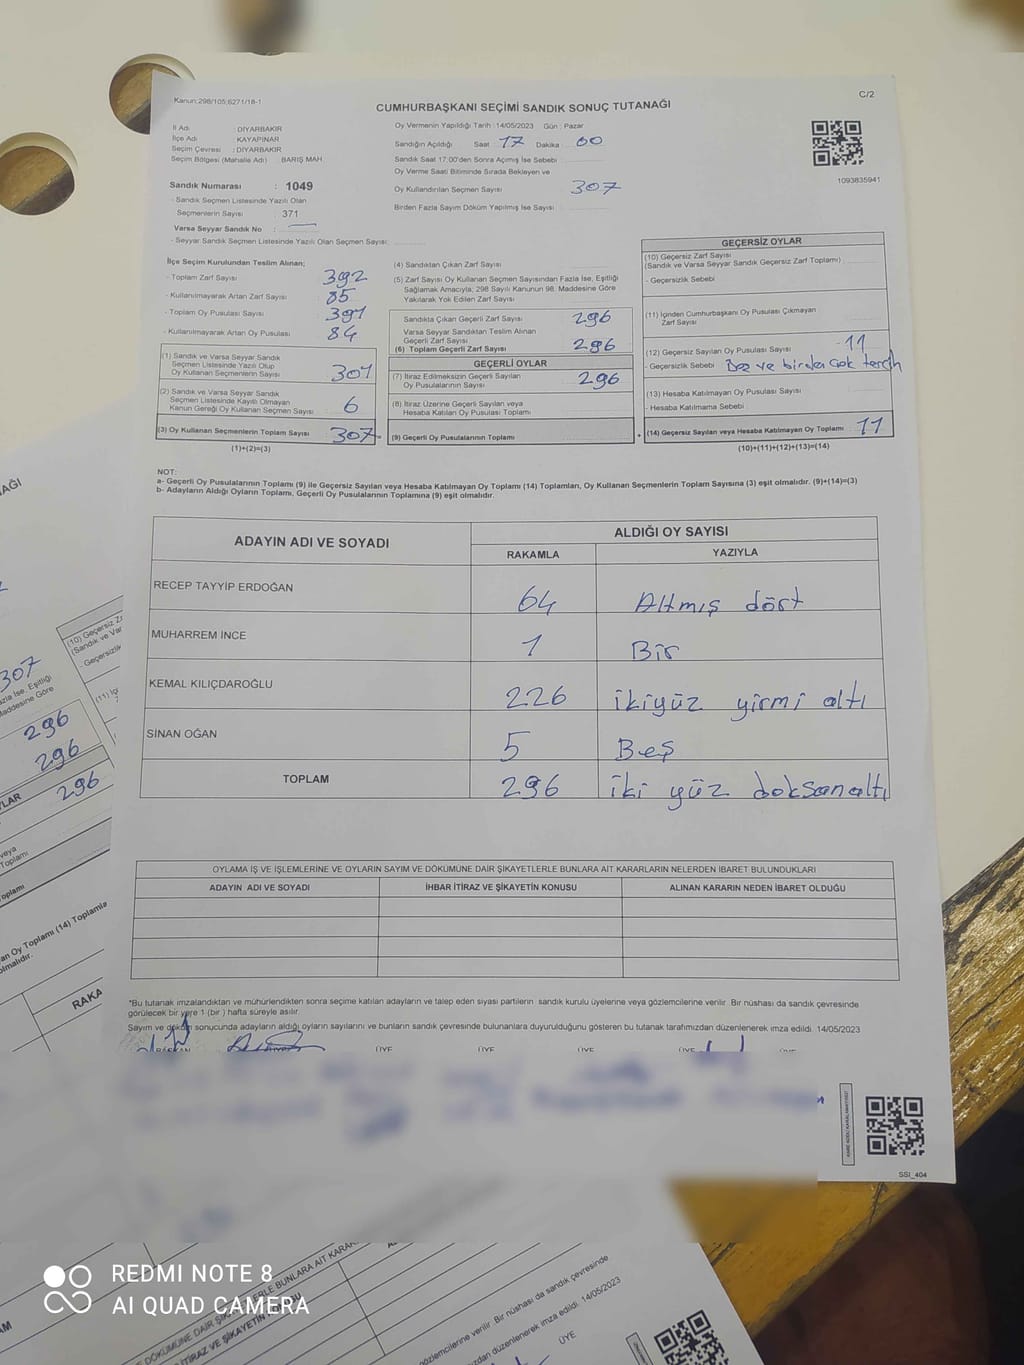 Kanun:298/105;6271/18-1
C/2
CUMHURBAŞKANI SEÇİMİ SANDIK SONUÇ TUTANAĞI
İl Adı : DİYARBAKIR
İlçe Adı : KAYAPINAR
Seçim Çevresi : DİYARBAKIR
Seçim Bölgesi (Mahalle Adı) : BARIŞ MAH
Sandık Numarası : 1049
- Sandık Seçmen Listesinde Yazılı Olan
Seçmenlerin Sayısı : 371
Varsa Seyyar Sandık No :
- Seyyar Sandık Seçmen Listesinde Yazılı Olan Seçmen Sayısı:
Oy Vermenin Yapıldığı Tarih : 14/05/2023 Gün : Pazar
Sandığın Açıldığı Saat : 17 Dakika : 00
Sandık Saat 17:00'den Sonra Açımış İse Sebebi
Oy Verme Saati Bitiminde Sırada Bekleyen ve
Oy Kullandırılan Seçmen Sayısı 307
Birden Fazla Sayım Döküm Yapılmış İse Sayısı :
1093835941
İlçe Seçim Kurulundan Teslim Alınan;
- Toplam Zarf Sayısı : 392
- Kullanılmayarak Artan Zarf Sayısı : 85
- Toplam Oy Pusulası Sayısı : 391
- Kullanılmayarak Artan Oy Pusulası : 84
(1) Sandık ve Varsa Seyyar Sandık
Seçmen Listesinde Yazılı Olup
Oy Kullanan Seçmenlerin Sayısı : 301
(2) Sandık ve Varsa Seyyar Sandık
Seçmen Listesinde Kayıtlı Olmayan
Kanun Gereği Oy Kullanan Seçmen Sayısı : 6
(3) Oy Kullanan Seçmenlerin Toplam Sayısı : 307 =
(1)+(2)=(3)
(4) Sandıktan Çıkan Zarf Sayısı
(5) Zarf Sayısı Oy Kullanan Seçmen Sayısından Fazla İse, Eşitliği
Sağlamak Amacıyla; 298 Sayılı Kanunun 98. Maddesine Göre
Yakılarak Yok Edilen Zarf Sayısı
Sandıkta Çıkan Geçerli Zarf Sayısı 296
Varsa Seyyar Sandıktan Teslim Alınan
Geçerli Zarf Sayısı
(6) Toplam Geçerli Zarf Sayısı 296
GEÇERLİ OYLAR
(7) İtiraz Edilmeksizin Geçerli Sayılan
Oy Pusulalarının Sayısı 296
(8) İtiraz Üzerine Geçerli Sayılan veya
Hesaba Katılan Oy Pusulası Toplamı
(9) Geçerli Oy Pusulalarının Toplamı +
GEÇERSİZ OYLAR
(10) Geçersiz Zarf Sayısı
(Sandık ve Varsa Seyyar Sandık Geçersiz Zarf Toplamı)
- Geçersizlik Sebebi
(11) İçinden Cumhurbaşkanı Oy Pusulası Çıkmayan
Zarf Sayısı
(12) Geçersiz Sayılan Oy Pusulası Sayısı 11
- Geçersizlik Sebebi ve birden çok tercih
(13) Hesaba Katılmayan Oy Pusulası Sayısı
- Hesaba Katılmama Sebebi
(14) Geçersiz Sayılan veya Hesaba Katılmayan Oy Toplamı : 11
(10)+(11)+(12)+(13)=(14)
NOT:
a- Geçerli Oy Pusulalarının Toplamı (9) ile Geçersiz Sayılan veya Hesaba Katılmayan Oy Toplamı (14) Toplamları, Oy Kullanan Seçmenlerin Toplam Sayısına (3) eşit olmalıdır. (9)+(14)=(3)
b- Adayların Aldığı Oyların Toplamı, Geçerli Oy Pusulalarının Toplamına (9) eşit olmalıdır.
ADAYIN ADI VE SOYADI ALDIĞI OY SAYISI
RAKAMLA YAZIYLA
RECEP TAYYİP ERDOĞAN 64 Altmış dört
MUHARREM İNCE 1 Bir
KEMAL KILIÇDAROĞLU 226 ikiyüz yirmi altı
SİNAN OĞAN 5 Beş
TOPLAM 296 iki yüz doksanaltı
OYLAMA İŞ VE İŞLEMLERİNE VE OYLARIN SAYIM VE DÖKÜMÜNE DAİR ŞİKAYETLERLE BUNLARA AİT KARARLARIN NELERDEN İBARET BULUNDUKLARI
ADAYIN ADI VE SOYADI İHBAR İTİRAZ VE ŞİKAYETİN KONUSU ALINAN KARARIN NEDEN İBARET OLDUĞU
*Bu tutanak imzalandıktan ve mühürlendikten sonra seçime katılan adayların ve talep eden siyasi partilerin sandık kurulu üyelerine veya gözlemcilerine verilir. Bir nüshası da sandık çevresinde
görülecek bir yere 1 (bir) hafta süreyle asılır.
Sayım ve döküm sonucunda adayların aldığı oyların sayılarını ve bunların sandık çevresinde bulunanlara duyurulduğunu gösteren bu tutanak tarafımızdan düzenlenerek imza edildi. 14/05/2023
BAŞKAN ÜYE ÜYE ÜYE ÜYE ÜYE
SSI_404
307
296
296
296
RAKA
14/05/2023
ÜYE
REDMI NOTE 8
AI QUAD CAMERA